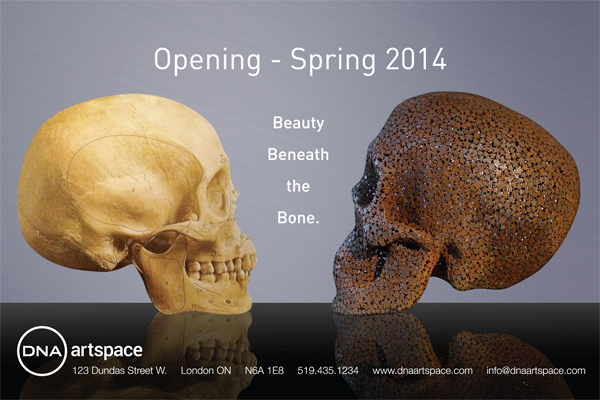 Opening - Spring 2014
Beauty
Beneath
the
Bone.
DNA artspace
123 Dundas Street W. London ON N6A 1E8 519.435.1234 www.dnaartspace.com info@dnaartspace.com